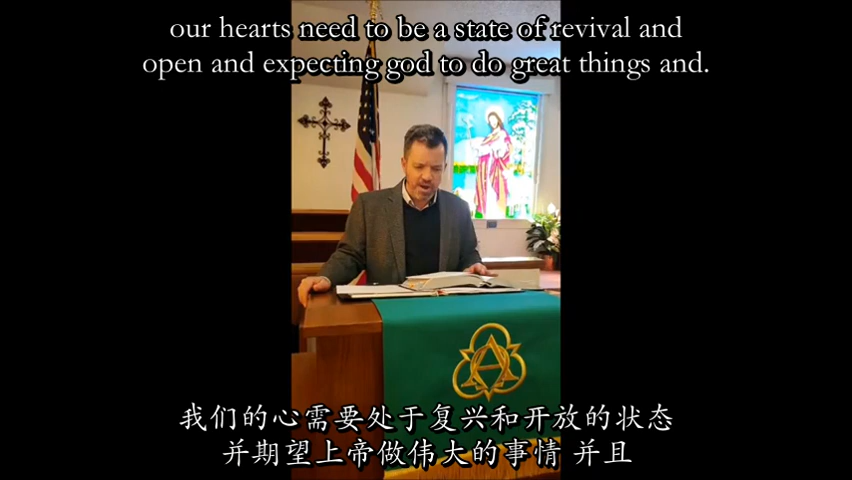 our hearts need to be a state of revival and
open and expecting god to do great things and.
我们的心需要处于复兴和开放的状态
并期望上帝做伟大的事情 并且